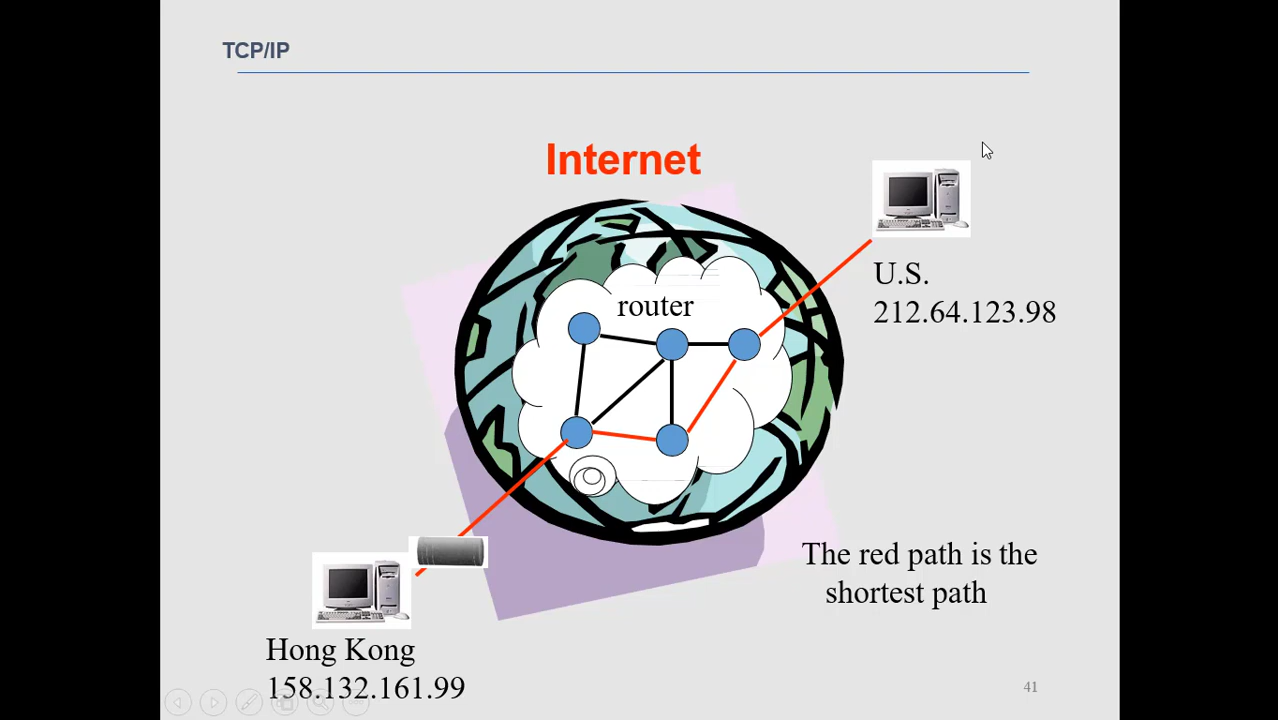 TCP/IP
Internet
router
U.S.
212.64.123.98
The red path is the
shortest path
Hong Kong
158.132.161.99
41